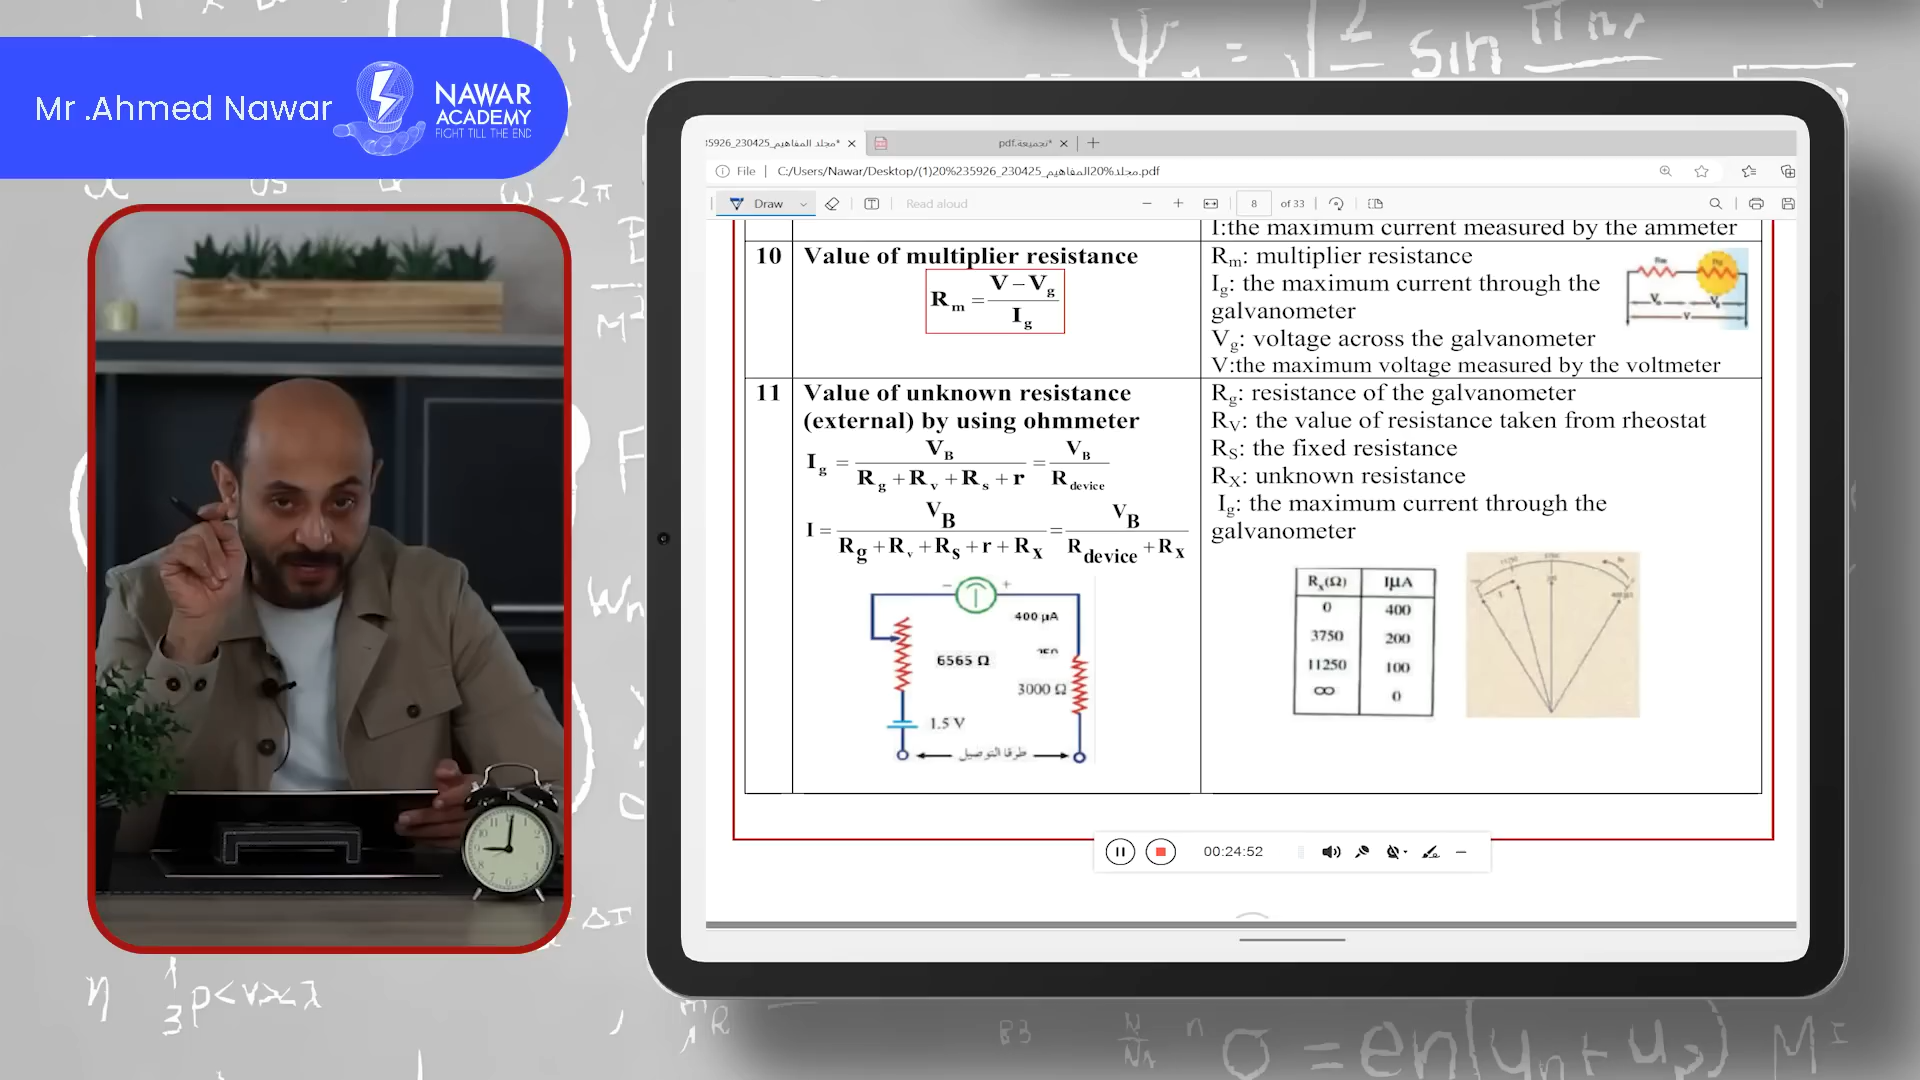 Mr .Ahmed Nawar
NAWAR
ACADEMY
FIGHT TILL THE END
35926_230425_مجلد المفاهيم*
تجميعة.pdf*
File
C:/Users/Nawar/Desktop/(1)20%235926_230425_المفاهيم20%مجلد.pdf
Draw
Read aloud
8
of 33
I:the maximum current measured by the ammeter
10
Value of multiplier resistance
Rm = (V – Vg) / Ig
Rm: multiplier resistance
Ig: the maximum current through the
galvanometer
Vg: voltage across the galvanometer
V:the maximum voltage measured by the voltmeter
V
11
Value of unknown resistance
(external) by using ohmmeter
Ig = VB / (Rg + Rv + Rs + r) = VB / Rdevice
I = VB / (Rg + Rv + Rs + r + Rx) = VB / (Rdevice + Rx)
– +
400 µA
6565 Ω
3000 Ω
1.5 V
طرفا التوصيل
Rg: resistance of the galvanometer
RV: the value of resistance taken from rheostat
RS: the fixed resistance
RX: unknown resistance
Ig: the maximum current through the
galvanometer
Rx(Ω) IµA
0 400
3750 200
11250 100
∞ 0
00:24:52